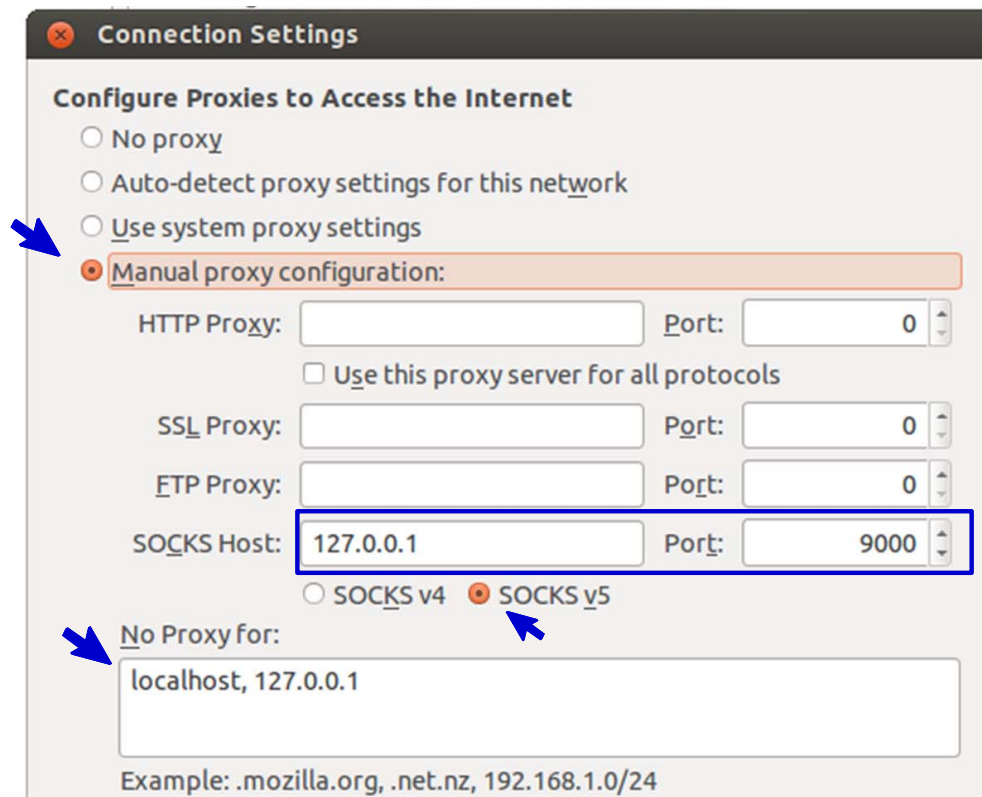 Connection Settings
Configure Proxies to Access the Internet
No proxy
Auto-detect proxy settings for this network
Use system proxy settings
Manual proxy configuration:
HTTP Proxy: Port: 0
Use this proxy server for all protocols
SSL Proxy: Port: 0
FTP Proxy: Port: 0
SOCKS Host: 127.0.0.1 Port: 9000
SOCKS v4 SOCKS v5
No Proxy for:
localhost, 127.0.0.1
Example: .mozilla.org, .net.nz, 192.168.1.0/24